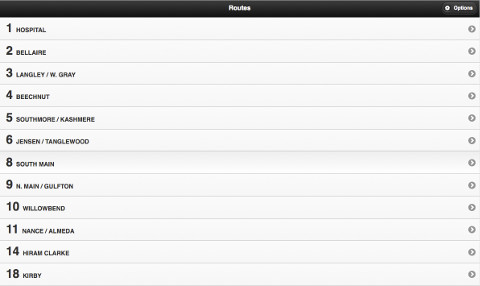 Routes
Options
1 HOSPITAL
2 BELLAIRE
3 LANGLEY / W. GRAY
4 BEECHNUT
5 SOUTHMORE / KASHMERE
6 JENSEN / TANGLEWOOD
8 SOUTH MAIN
9 N. MAIN / GULFTON
10 WILLOWBEND
11 NANCE / ALMEDA
14 HIRAM CLARKE
18 KIRBY